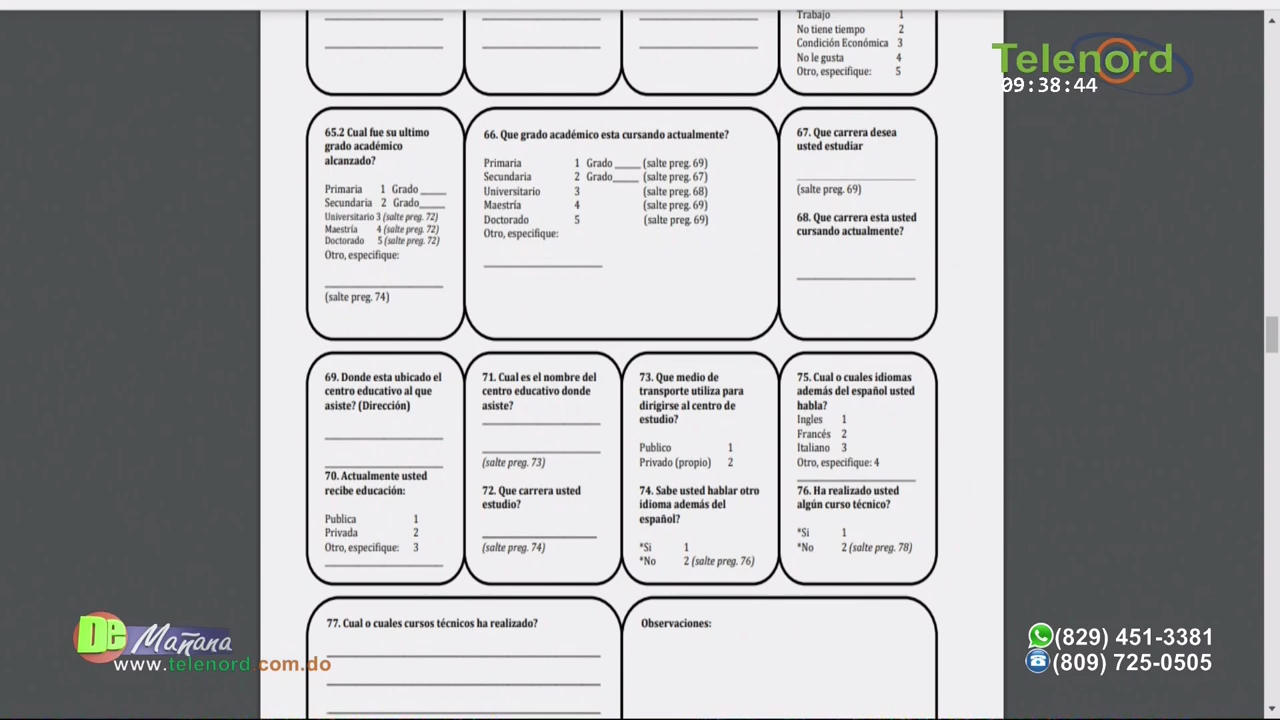 Trabajo 1
No tiene tiempo 2
Condición Económica 3
No le gusta 4
Otro, especifique: 5
Telenord
09:38:44
65.2 Cual fue su ultimo
grado académico
alcanzado?
Primaria 1 Grado _____
Secundaria 2 Grado_____
Universitario 3 (salte preg. 72)
Maestría 4 (salte preg. 72)
Doctorado 5 (salte preg. 72)
Otro, especifique:
(salte preg. 74)
66. Que grado académico esta cursando actualmente?
Primaria 1 Grado _____ (salte preg. 69)
Secundaria 2 Grado_____ (salte preg. 67)
Universitario 3 (salte preg. 68)
Maestría 4 (salte preg. 69)
Doctorado 5 (salte preg. 69)
Otro, especifique:
67. Que carrera desea
usted estudiar
(salte preg. 69)
68. Que carrera esta usted
cursando actualmente?
69. Donde esta ubicado el
centro educativo al que
asiste? (Dirección)
70. Actualmente usted
recibe educación:
Publica 1
Privada 2
Otro, especifique: 3
71. Cual es el nombre del
centro educativo donde
asiste?
(salte preg. 73)
72. Que carrera usted
estudio?
(salte preg. 74)
73. Que medio de
transporte utiliza para
dirigirse al centro de
estudio?
Publico 1
Privado (propio) 2
74. Sabe usted hablar otro
idioma además del
español?
*Si 1
*No 2 (salte preg. 76)
75. Cual o cuales idiomas
además del español usted
habla?
Ingles 1
Francés 2
Italiano 3
Otro, especifique: 4
76. Ha realizado usted
algún curso técnico?
*Si 1
*No 2 (salte preg. 78)
77. Cual o cuales cursos técnicos ha realizado?
Observaciones:
De Mañana
www.telenord.com.do
(829) 451-3381
(809) 725-0505